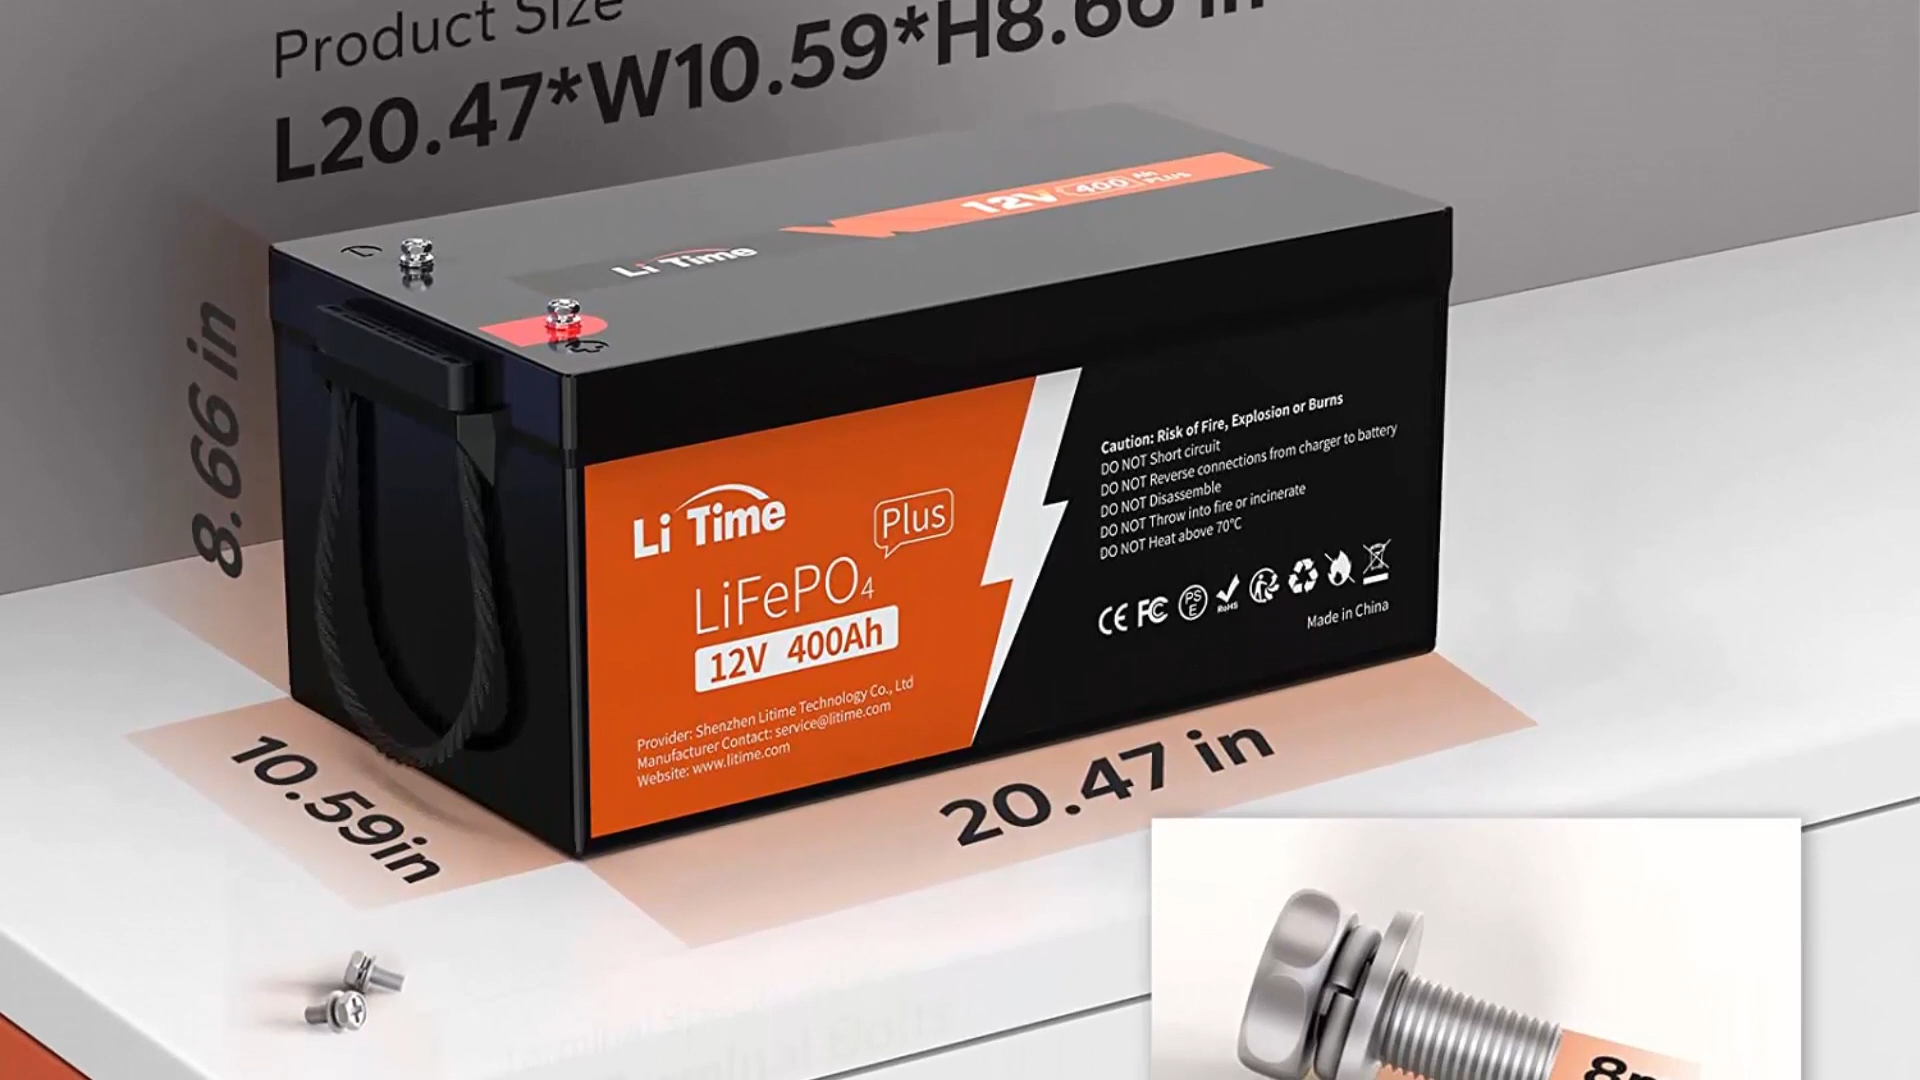 Product Size
L20.47*W10.59*H8.66 in
12V 400 Ah PLUS
Li Time
8.66 in
Li Time
Plus
LiFePO4
12V 400Ah
Provider: Shenzhen Litime Technology Co., Ltd
Manufacturer Contact: service@litime.com
Website: www.litime.com
Caution: Risk of Fire, Explosion or Burns
DO NOT Short circuit
DO NOT Reverse connections from charger to battery
DO NOT Disassemble
DO NOT Throw into fire or incinerate
DO NOT Heat above 70°C
CE FC PS E RoHS
Made in China
10.59in
20.47 in